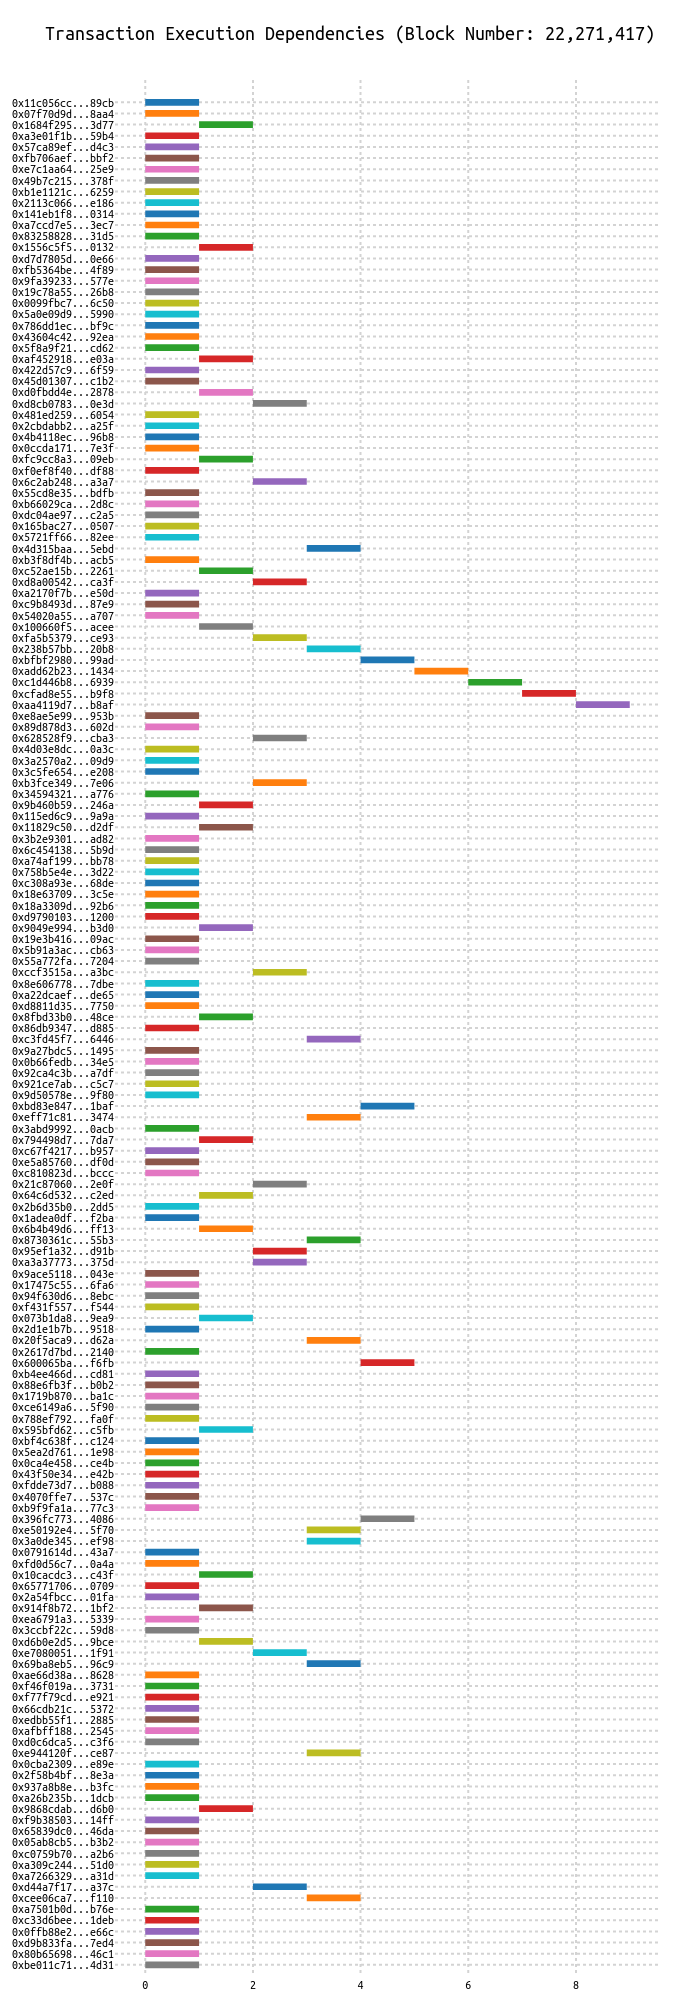 Transaction Execution Dependencies (Block Number: 22,271,417)
0x11c056cc...89cb
0x07f70d9d...8aa4
0x1684f295...3d77
0xa3e01f1b...59b4
0x57ca89ef...d4c3
0xfb706aef...bbf2
0xe7c1aa64...25e9
0x49b7c215...378f
0xb1e1121c...6259
0x2113c066...e186
0x141eb1f8...0314
0xa7ccd7e5...3ec7
0x83258828...31d5
0x1556c5f5...0132
0xd7d7805d...0e66
0xfb5364be...4f89
0x9fa39233...577e
0x19c78a55...26b8
0x0099fbc7...6c50
0x5a0e09d9...5990
0x786dd1ec...bf9c
0x43604c42...92ea
0x5f8a9f21...cd62
0xaf452918...e03a
0x422d57c9...6f59
0x45d01307...c1b2
0xd0fbdd4e...2878
0xd8cb0783...0e3d
0x481ed259...6054
0x2cbdabb2...a25f
0x4b4118ec...96b8
0x0ccda171...7e3f
0xfc9cc8a3...09eb
0xf0ef8f40...df88
0x6c2ab248...a3a7
0x55cd8e35...bdfb
0xb66029ca...2d8c
0xdc04ae97...c2a5
0x165bac27...0507
0x5721ff66...82ee
0x4d315baa...5ebd
0xb3f8df4b...acb5
0xc52ae15b...2261
0xd8a00542...ca3f
0xa2170f7b...e50d
0xc9b8493d...87e9
0x54020a55...a707
0x100660f5...acee
0xfa5b5379...ce93
0x238b57bb...20b8
0xbfbf2980...99ad
0xadd62b23...1434
0xc1d446b8...6939
0xcfad8e55...b9f8
0xaa4119d7...b8af
0xe8ae5e99...953b
0x89d878d3...602d
0x628528f9...cba3
0x4d03e8dc...0a3c
0x3a2570a2...09d9
0x3c5fe654...e208
0xb3fce349...7e06
0x34594321...a776
0x9b460b59...246a
0x115ed6c9...9a9a
0x11829c50...d2df
0x3b2e9301...ad82
0x6c454138...5b9d
0xa74af199...bb78
0x758b5e4e...3d22
0xc308a93e...68de
0x18e63709...3c5e
0x18a3309d...92b6
0xd9790103...1200
0x9049e994...b3d0
0x19e3b416...09ac
0x5b91a3ac...cb63
0x55a772fa...7204
0xccf3515a...a3bc
0x8e606778...7dbe
0xa22dcaef...de65
0xd8811d35...7750
0x8fbd33b0...48ce
0x86db9347...d885
0xc3fd45f7...6446
0x9a27bdc5...1495
0x0b66fedb...34e5
0x92ca4c3b...a7df
0x921ce7ab...c5c7
0x9d50578e...9f80
0xbd83e847...1baf
0xeff71c81...3474
0x3abd9992...0acb
0x794498d7...7da7
0xc67f4217...b957
0xe5a85760...df0d
0xc810823d...bccc
0x21c87060...2e0f
0x64c6d532...c2ed
0x2b6d35b0...2dd5
0x1adea0df...f2ba
0x6b4b49d6...ff13
0x8730361c...55b3
0x95ef1a32...d91b
0xa3a37773...375d
0x9ace5118...043e
0x17475c55...6fa6
0x94f630d6...8ebc
0xf431f557...f544
0x073b1da8...9ea9
0x2d1e1b7b...9518
0x20f5aca9...d62a
0x2617d7bd...2140
0x600065ba...f6fb
0xb4ee466d...cd81
0x88e6fb3f...b0b2
0x1719b870...ba1c
0xce6149a6...5f90
0x788ef792...fa0f
0x595bfd62...c5fb
0xbf4c638f...c124
0x5ea2d761...1e98
0x0ca4e458...ce4b
0x43f50e34...e42b
0xfdde73d7...b088
0x4070ffe7...537c
0xb9f9fa1a...77c3
0x396fc773...4086
0xe50192e4...5f70
0x3a0de345...ef98
0x0791614d...43a7
0xfd0d56c7...0a4a
0x10cacdc3...c43f
0x65771706...0709
0x2a54fbcc...01fa
0x914f8b72...1bf2
0xea6791a3...5339
0x3ccbf22c...59d8
0xd6b0e2d5...9bce
0xe7080051...1f91
0x69ba8eb5...96c9
0xae66d38a...8628
0xf46f019a...3731
0xf77f79cd...e921
0x66cdb21c...5372
0xedbb55f1...2885
0xafbff188...2545
0xd0c6dca5...c3f6
0xe944120f...ce87
0x0cba2309...e89e
0x2f58b4bf...8e3a
0x937a8b8e...b3fc
0xa26b235b...1dcb
0x9868cdab...d6b0
0xf9b38503...14ff
0x65839dc0...46da
0x05ab8cb5...b3b2
0xc0759b70...a2b6
0xa309c244...51d0
0xa7266329...a31d
0xd44a7f17...a37c
0xcee06ca7...f110
0xa7501b0d...b76e
0xc33d6bee...1deb
0x0ffb88e2...e66c
0xd9b833fa...7ed4
0x80b65698...46c1
0xbe011c71...4d31
0 2 4 6 8